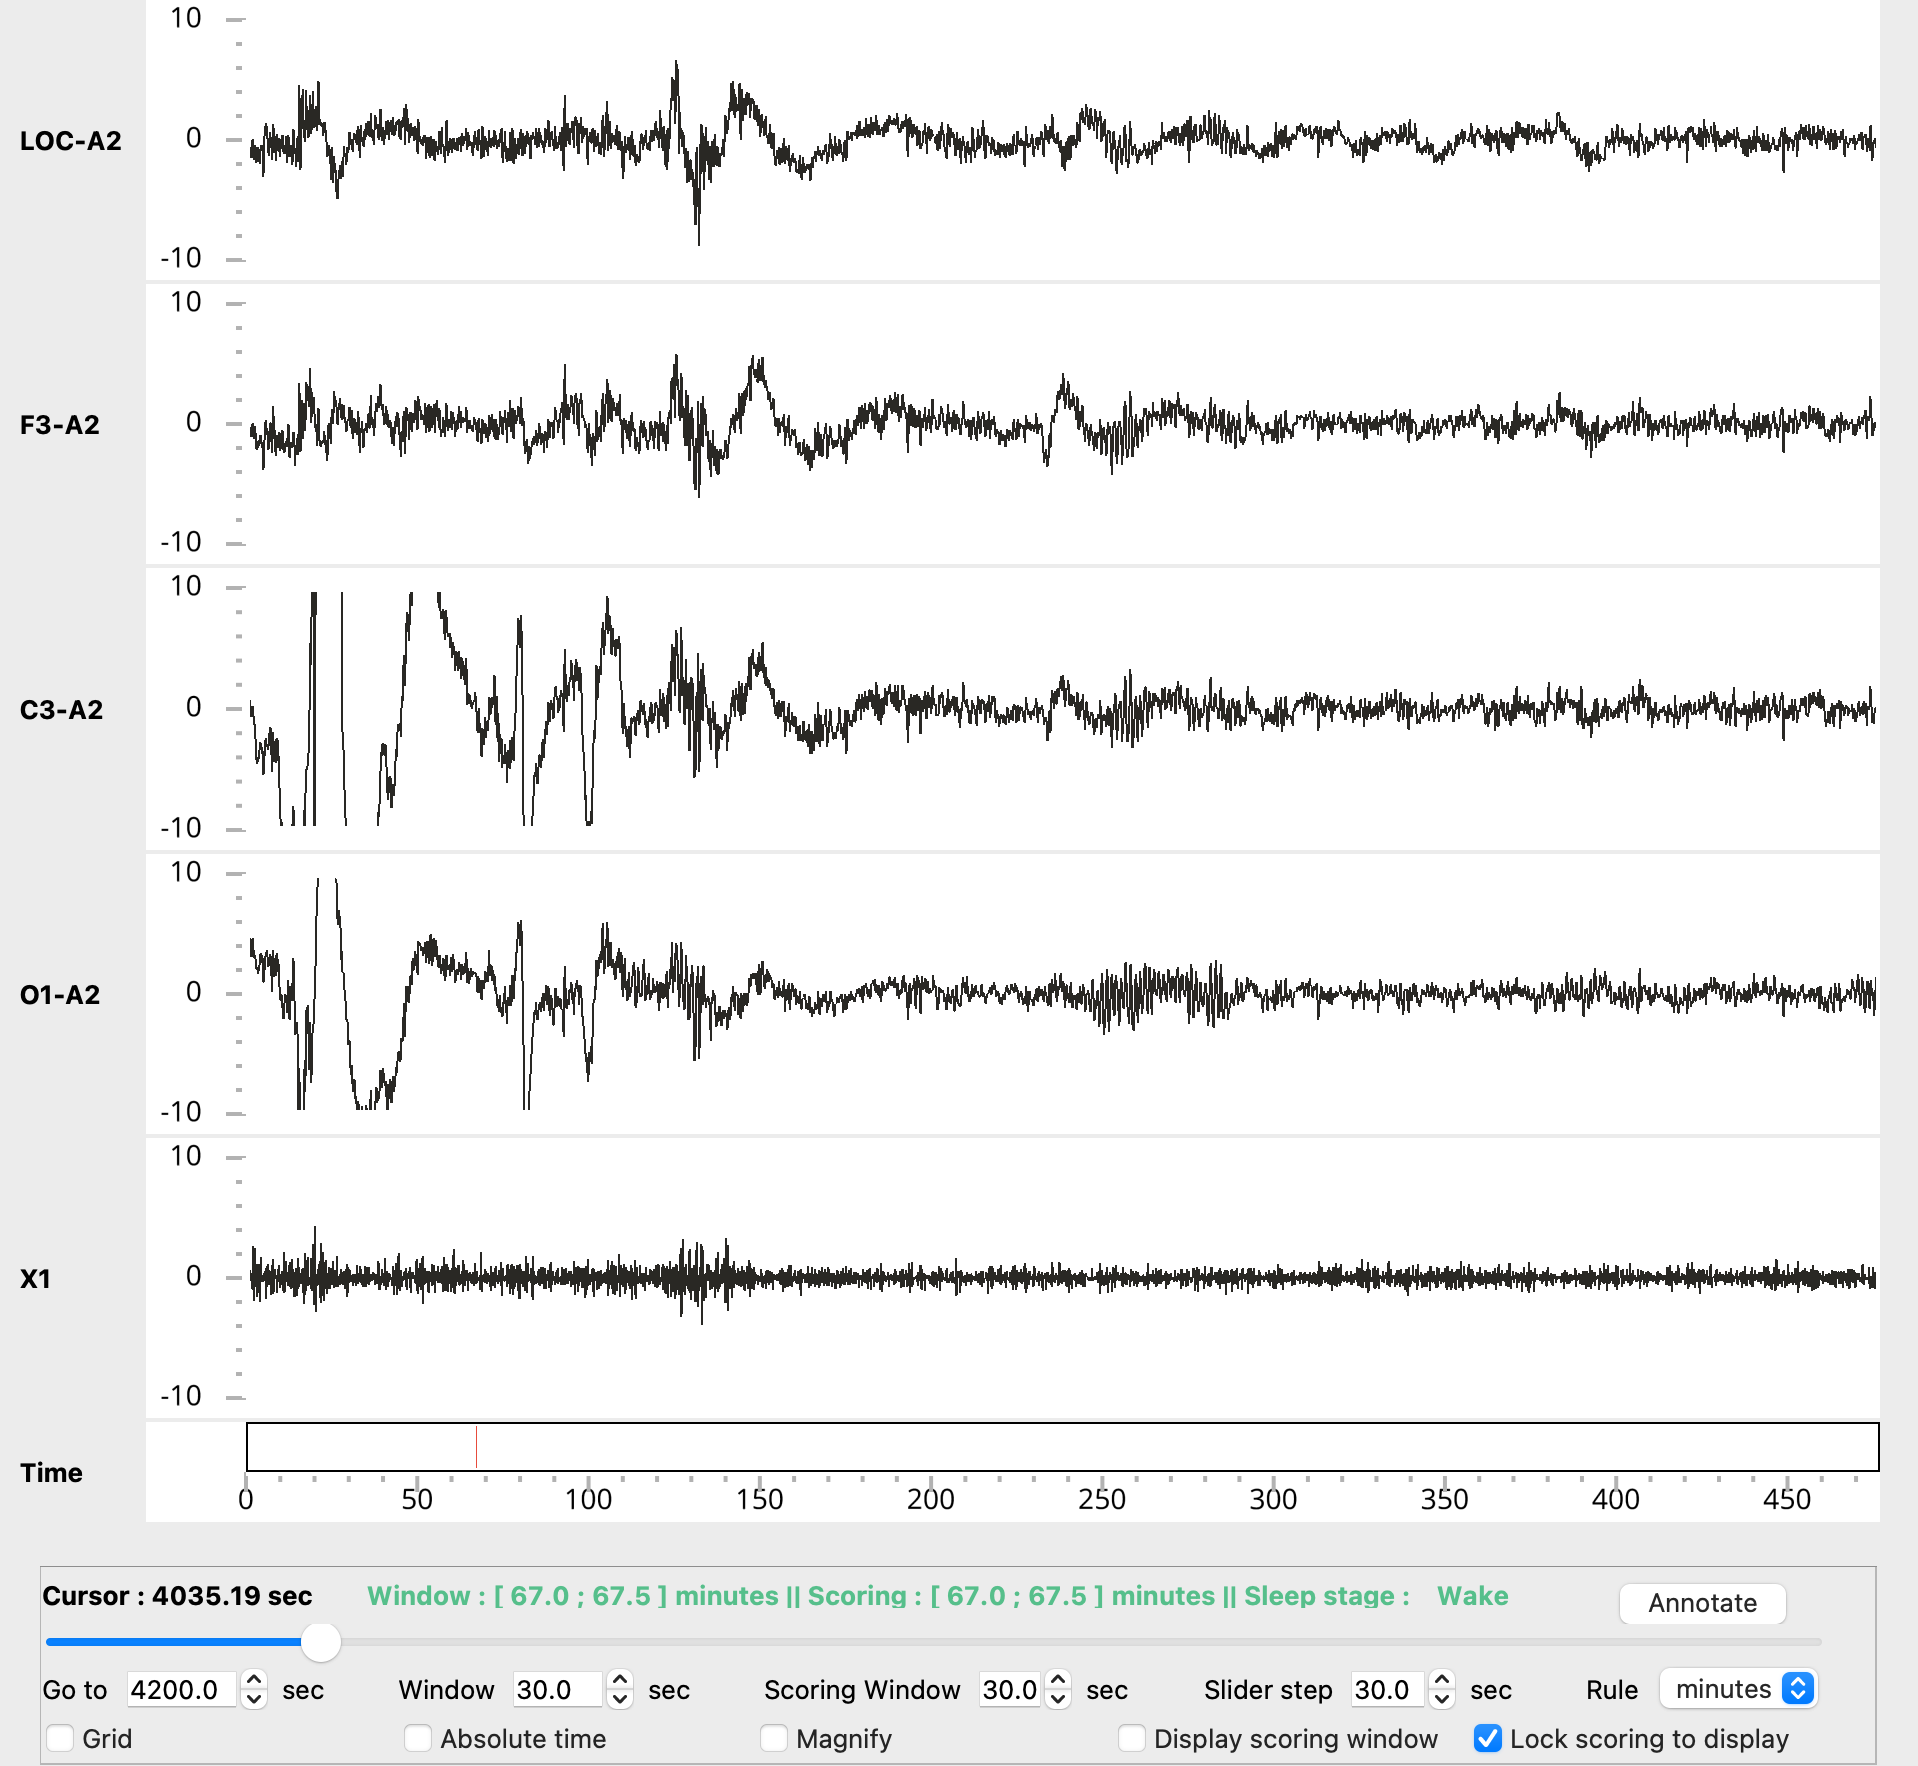 10
LOC-A2 0
-10
10
F3-A2 0
-10
10
C3-A2 0
-10
10
O1-A2 0
-10
10
X1 0
-10
Time
0 50 100 150 200 250 300 350 400 450
Cursor : 4035.19 sec Window : [ 67.0 ; 67.5 ] minutes || Scoring : [ 67.0 ; 67.5 ] minutes || Sleep stage : Wake Annotate
Go to 4200.0 sec Window 30.0 sec Scoring Window 30.0 sec Slider step 30.0 sec Rule minutes
Grid Absolute time Magnify Display scoring window Lock scoring to display